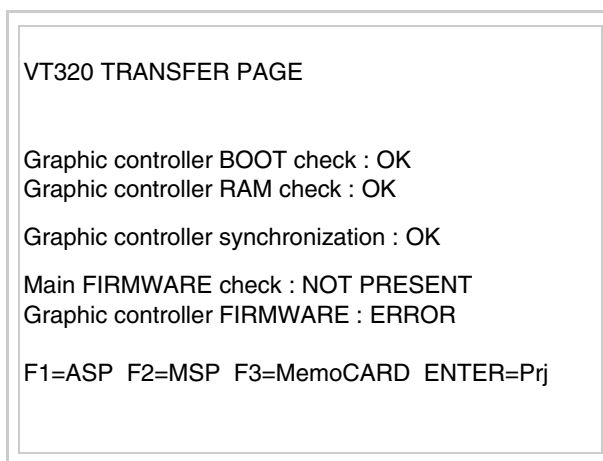 VT320 TRANSFER PAGE
Graphic controller BOOT check : OK
Graphic controller RAM check : OK
Graphic controller synchronization : OK
Main FIRMWARE check : NOT PRESENT
Graphic controller FIRMWARE : ERROR
F1=ASP F2=MSP F3=MemoCARD ENTER=Prj